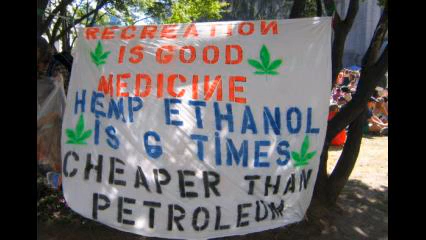 RECREATION
IS GOOD
MEDICINE
HEMP ETHANOL
IS 6 TIMES
CHEAPER THAN
PETROLEUM